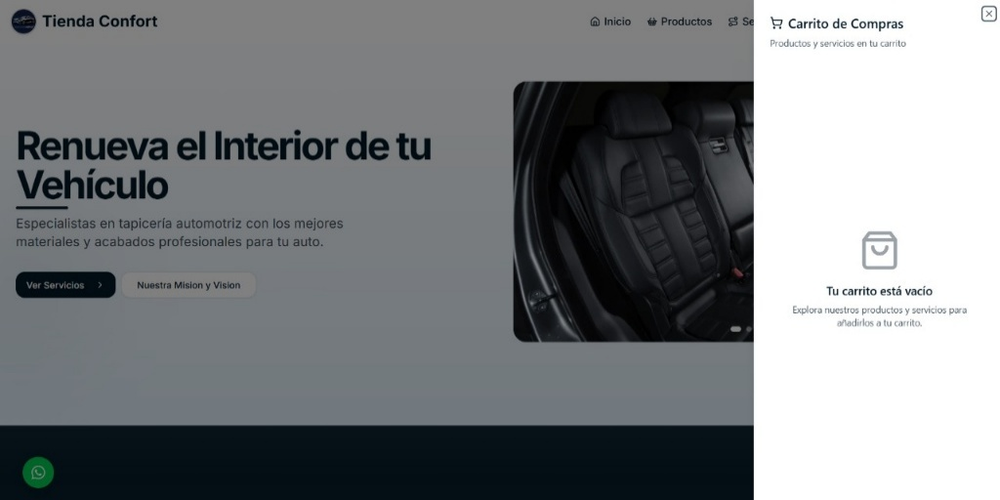 Tienda Confort
Inicio
Productos
Se
Renueva el Interior de tu
Vehículo
Especialistas en tapicería automotriz con los mejores
materiales y acabados profesionales para tu auto.
Ver Servicios
Nuestra Mision y Vision
Carrito de Compras
Productos y servicios en tu carrito
Tu carrito está vacío
Explora nuestros productos y servicios para
añadirlos a tu carrito.